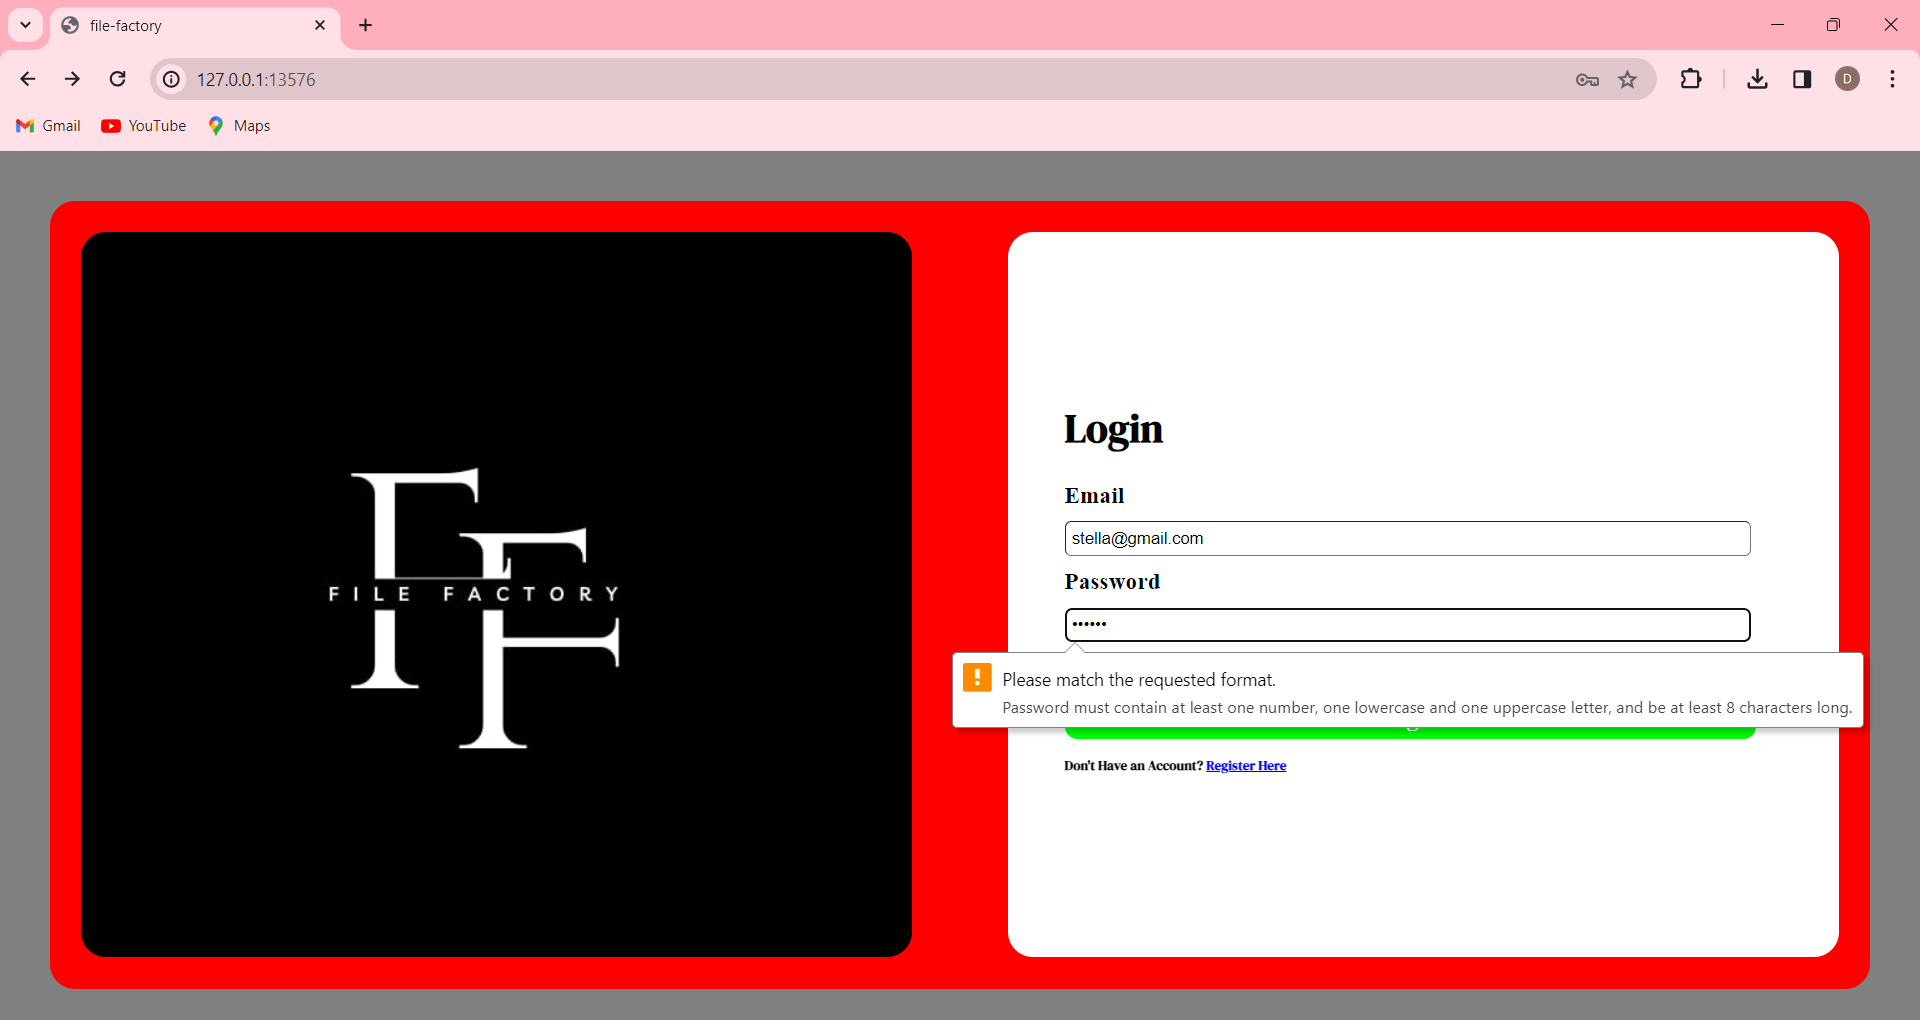 file-factory
127.0.0.1:13576
D
Gmail
YouTube
Maps
FILE FACTORY
Login
Email
stella@gmail.com
Password
••••••
Please match the requested format.
Password must contain at least one number, one lowercase and one uppercase letter, and be at least 8 characters long.
Don't Have an Account? Register Here